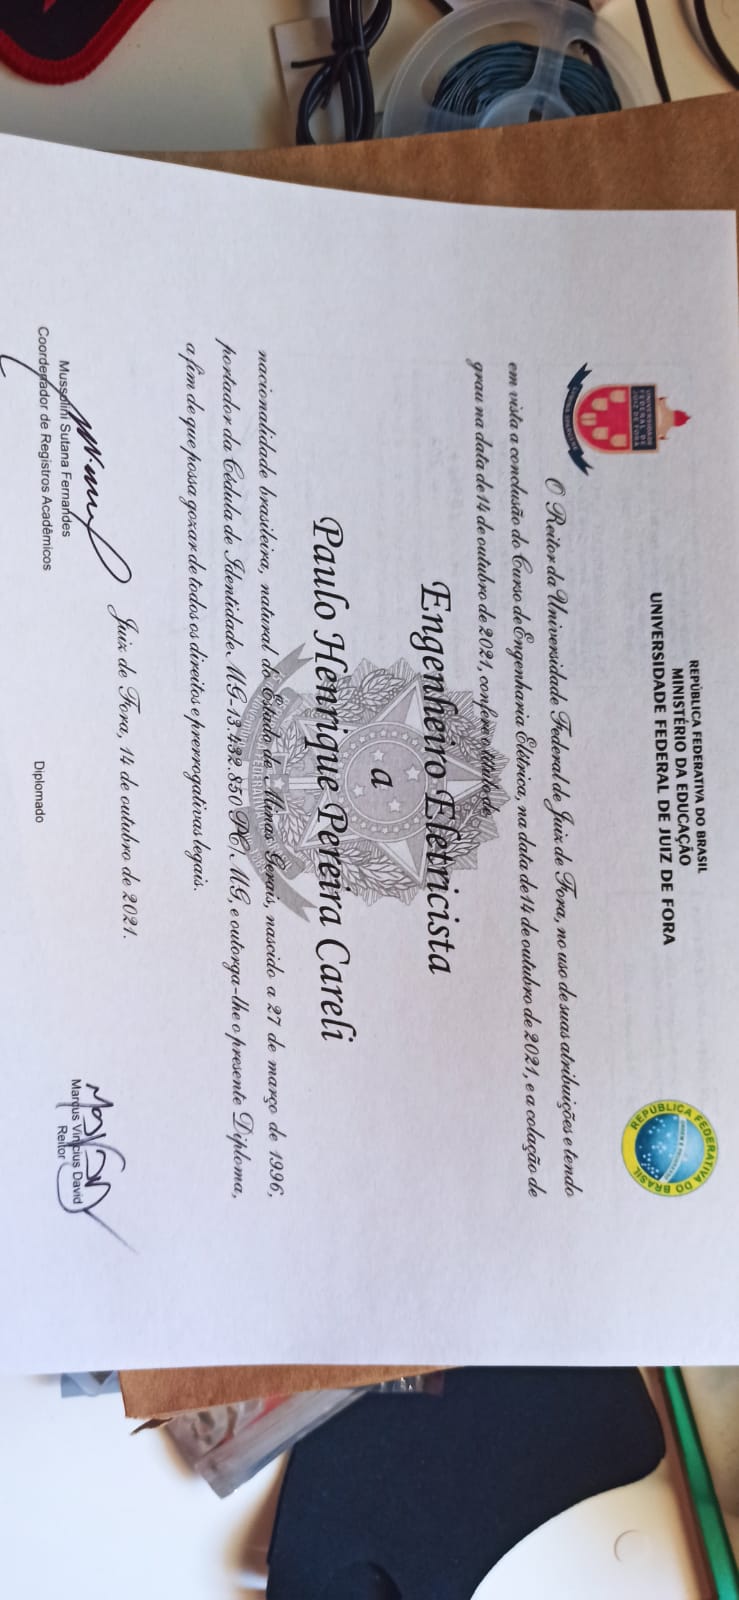 REPÚBLICA FEDERATIVA DO BRASIL
MINISTÉRIO DA EDUCAÇÃO
UNIVERSIDADE FEDERAL DE JUIZ DE FORA
UNIVERSIDADE
FEDERAL DE
JUIZ DE FORA
REPÚBLICA FEDERATIVA DO BRASIL
O Reitor da Universidade Federal de Juiz de Fora, no uso de suas atribuições e tendo
em vista a conclusão do Curso de Engenharia Elétrica, na data de 14 de outubro de 2021, e a colação de
grau na data de 14 de outubro de 2021, confere o título de
Engenheiro Eletricista
a
Paulo Henrique Pereira Careli
nacionalidade brasileira, natural do Estado de Minas Gerais, nascido a 27 de março de 1996,
portador da Cédula de Identidade MG-13.432.850 PC MG, e outorga-lhe o presente Diploma,
a fim de que possa gozar de todos os direitos e prerrogativas legais.
Juiz de Fora, 14 de outubro de 2021.
Mussolini Sutana Fernandes
Coordenador de Registros Acadêmicos
Diplomado
Marcus Vinicius David
Reitor